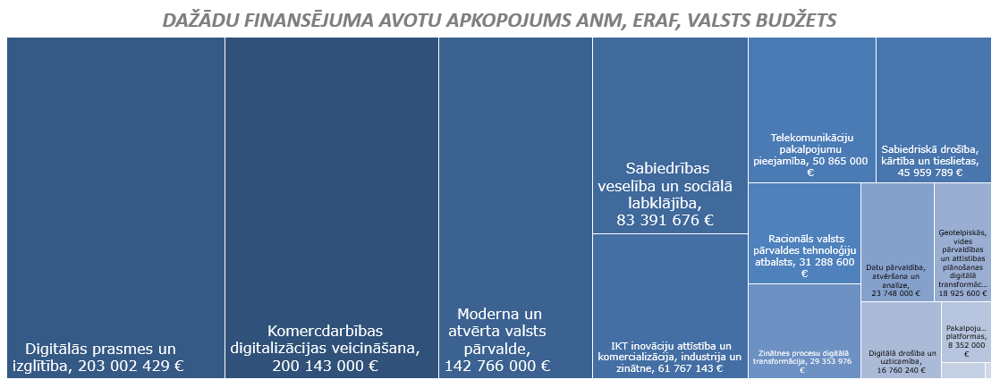 DAŽĀDU FINANSĒJUMA AVOTU APKOPOJUMS ANM, ERAF, VALSTS BUDŽETS
Digitālās prasmes un
izglītība, 203 002 429 €
Komercdarbības
digitalizācijas veicināšana,
200 143 000 €
Moderna un
atvērta valsts
pārvalde,
142 766 000 €
Sabiedrības
veselība un sociālā
labklājība,
83 391 676 €
IKT inovāciju attīstība un
komercializācija, industrija un
zinātne, 61 767 143 €
Telekomunikāciju
pakalpojumu
pieejamība, 50 865 000
€
Sabiedriskā drošība,
kārtība un tieslietas,
45 959 789 €
Racionāls valsts
pārvaldes tehnoloģiju
atbalsts, 31 288 600
€
Zinātnes procesu digitālā
transformācija, 29 353 976
€
Datu pārvaldība,
atvēršana un
analīze,
23 748 000 €
Ģeotelpiskās,
vides
pārvaldības
un attīstības
plānošanas
digitālā
transformāc...
18 925 600 €
Digitālā drošība un
uzticamība,
16 760 240 €
Pakalpoju...
platformas,
8 352 000
€